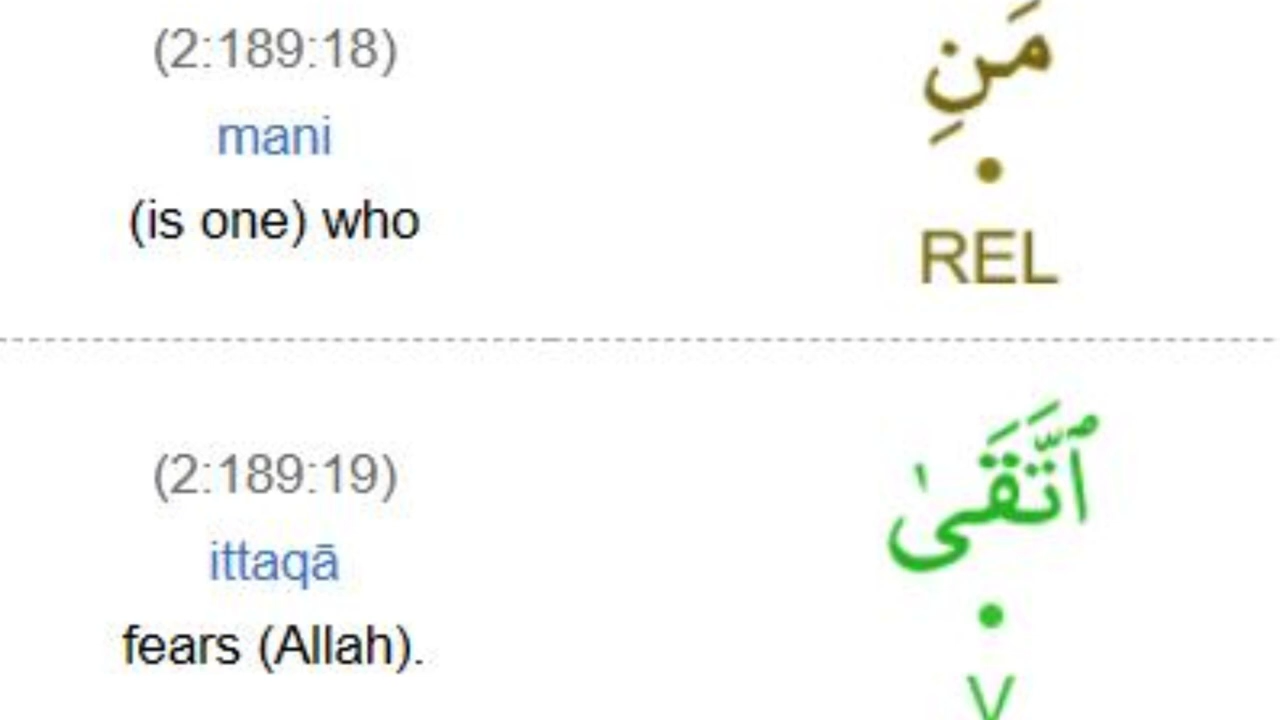 (2:189:18)
mani
(is one) who
مَنِ
REL
(2:189:19)
ittaqā
fears (Allah).
ٱتَّقَىٰ
V